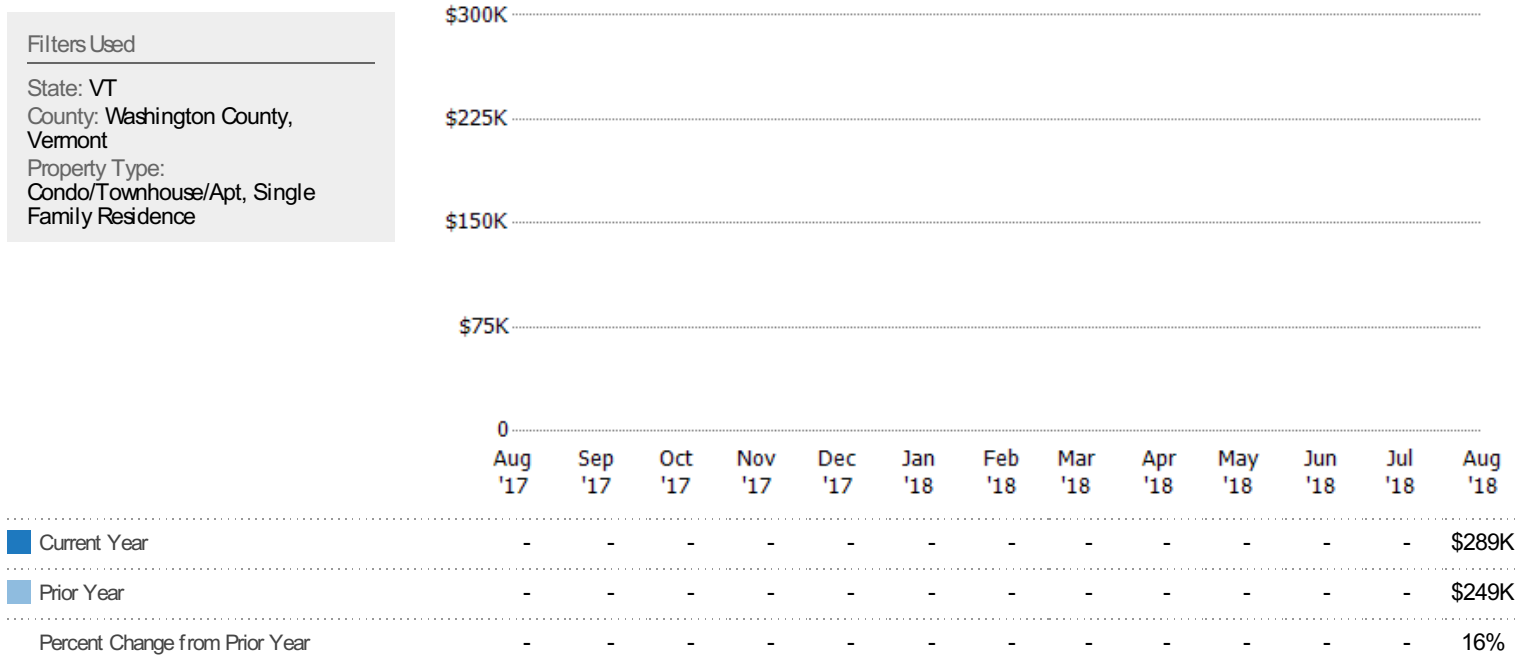 Filters Used
State: VT
County: Washington County,
Vermont
Property Type:
Condo/Townhouse/Apt, Single
Family Residence
$300K
$225K
$150K
$75K
0
Aug Sep Oct Nov Dec Jan Feb Mar Apr May Jun Jul Aug
'17 '17 '17 '17 '17 '18 '18 '18 '18 '18 '18 '18 '18
Current Year - - - - - - - - - - - - $289K
Prior Year - - - - - - - - - - - - $249K
Percent Change from Prior Year - - - - - - - - - - - - 16%